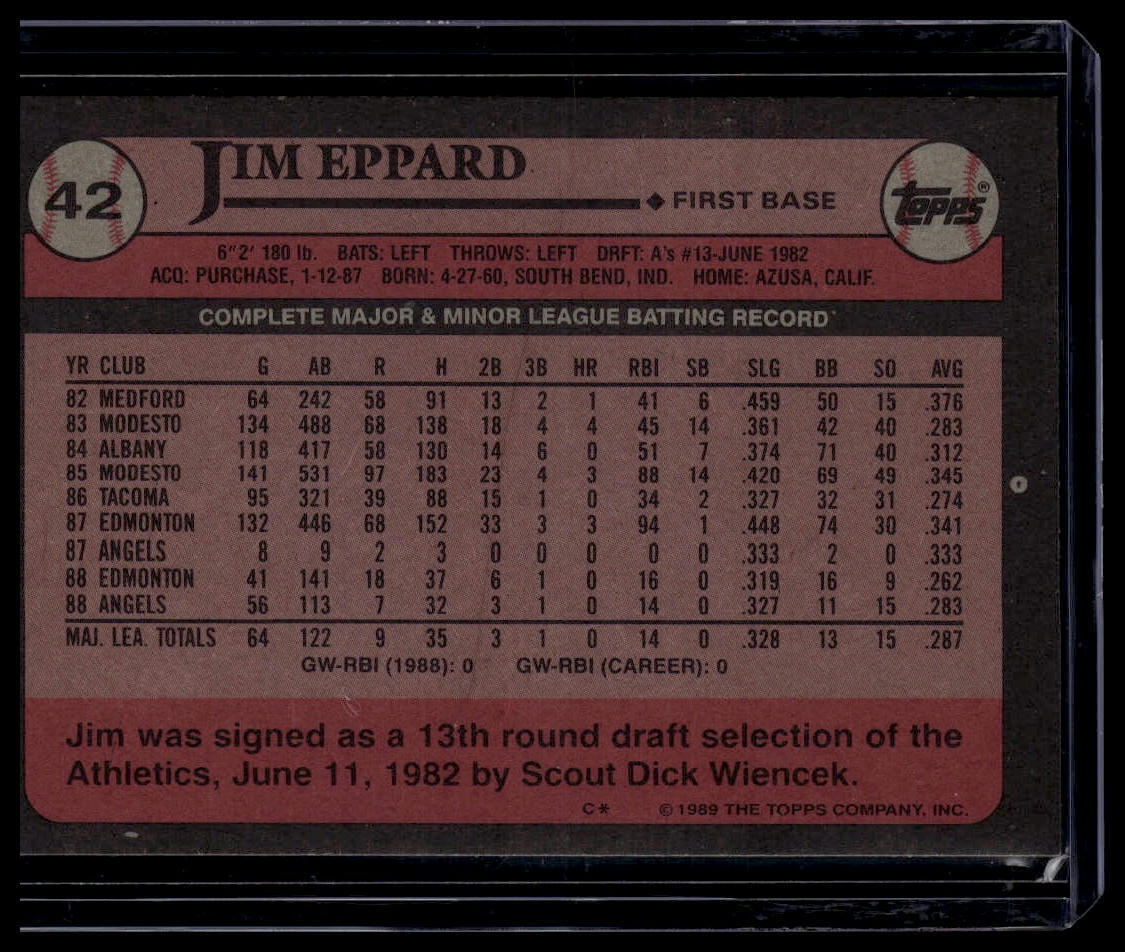 42
JIM EPPARD
◆ FIRST BASE
TOPPS®
6"2' 180 lb. BATS: LEFT THROWS: LEFT DRFT: A's #13-JUNE 1982
ACQ: PURCHASE, 1-12-87 BORN: 4-27-60, SOUTH BEND, IND. HOME: AZUSA, CALIF.
COMPLETE MAJOR & MINOR LEAGUE BATTING RECORD
YR CLUB G AB R H 2B 3B HR RBI SB SLG BB SO AVG
82 MEDFORD 64 242 58 91 13 2 1 41 6 .459 50 15 .376
83 MODESTO 134 488 68 138 18 4 4 45 14 .361 42 40 .283
84 ALBANY 118 417 58 130 14 6 0 51 7 .374 71 40 .312
85 MODESTO 141 531 97 183 23 4 3 88 14 .420 69 49 .345
86 TACOMA 95 321 39 88 15 1 0 34 2 .327 32 31 .274
87 EDMONTON 132 446 68 152 33 3 3 94 1 .448 74 30 .341
87 ANGELS 8 9 2 3 0 0 0 0 0 .333 2 0 .333
88 EDMONTON 41 141 18 37 6 1 0 16 0 .319 16 9 .262
88 ANGELS 56 113 7 32 3 1 0 14 0 .327 11 15 .283
MAJ. LEA. TOTALS 64 122 9 35 3 1 0 14 0 .328 13 15 .287
GW-RBI (1988): 0 GW-RBI (CAREER): 0
Jim was signed as a 13th round draft selection of the
Athletics, June 11, 1982 by Scout Dick Wiencek.
C* © 1989 THE TOPPS COMPANY, INC.